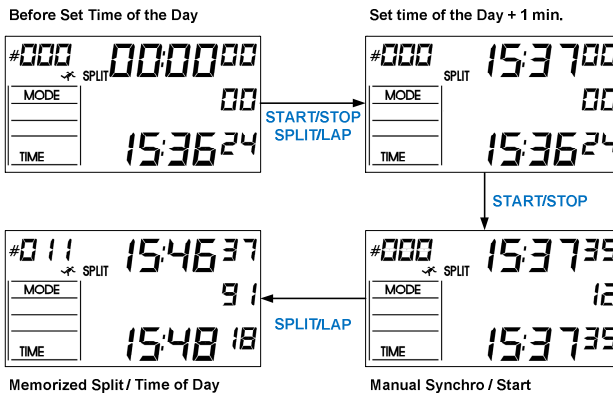 Before Set Time of the Day
#000 SPLIT 00:00 00
MODE 00
TIME 15:36 24
START/STOP
SPLIT/LAP
Set time of the Day + 1 min.
#000 SPLIT 15:37 00
MODE 00
TIME 15:36 24
START/STOP
#000 SPLIT 15:37 35
MODE 12
TIME 15:37 35
Manual Synchro / Start
SPLIT/LAP
#011 SPLIT 15:46 37
MODE 91
TIME 15:48 18
Memorized Split / Time of Day